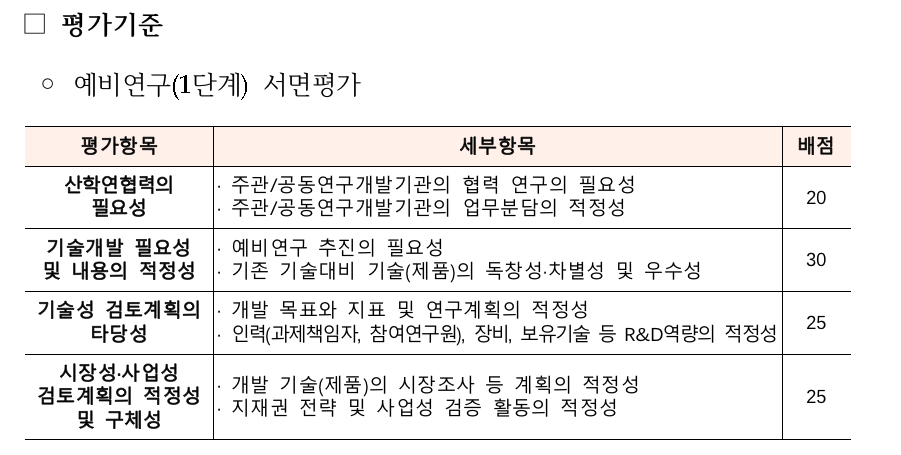 □ 평가기준
○ 예비연구(1단계) 서면평가
평가항목 세부항목 배점
산학연협력의
필요성
· 주관/공동연구개발기관의 협력 연구의 필요성
· 주관/공동연구개발기관의 업무분담의 적정성
20
기술개발 필요성
및 내용의 적정성
· 예비연구 추진의 필요성
· 기존 기술대비 기술(제품)의 독창성·차별성 및 우수성
30
기술성 검토계획의
타당성
· 개발 목표와 지표 및 연구계획의 적정성
· 인력(과제책임자, 참여연구원), 장비, 보유기술 등 R&D역량의 적정성
25
시장성·사업성
검토계획의 적정성
및 구체성
· 개발 기술(제품)의 시장조사 등 계획의 적정성
· 지재권 전략 및 사업성 검증 활동의 적정성
25